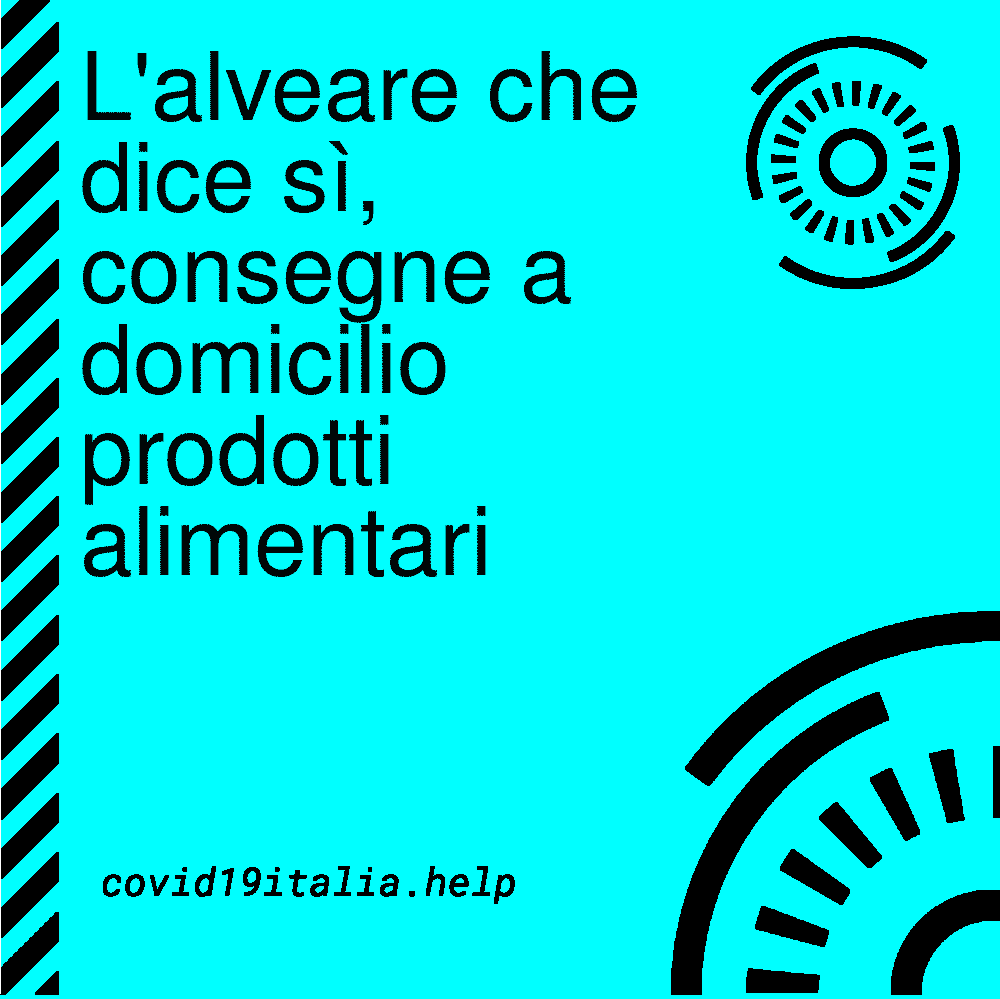 L'alveare che
dice sì,
consegne a
domicilio
prodotti
alimentari
covid19italia.help